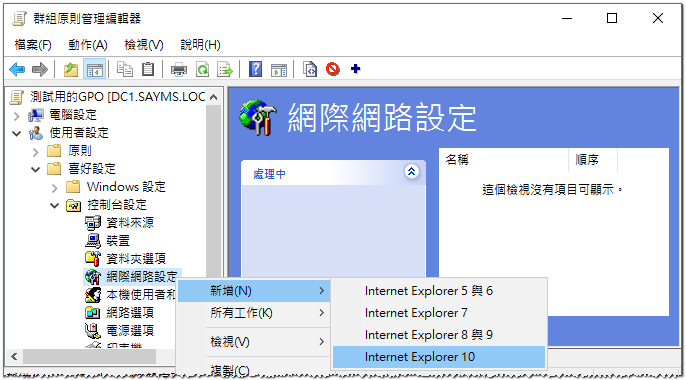 群組原則管理編輯器
檔案(F) 動作(A) 檢視(V) 說明(H)
測試用的GPO [DC1.SAYMS.LOC
電腦設定
使用者設定
原則
喜好設定
Windows 設定
控制台設定
資料來源
裝置
資料夾選項
網際網路設定
本機使用者和
網路選項
電源選項
印表機
網際網路設定
處理中
名稱 順序
這個檢視沒有項目可顯示。
新增(N)
所有工作(K)
檢視(V)
複製(C)
Internet Explorer 5 與 6
Internet Explorer 7
Internet Explorer 8 與 9
Internet Explorer 10